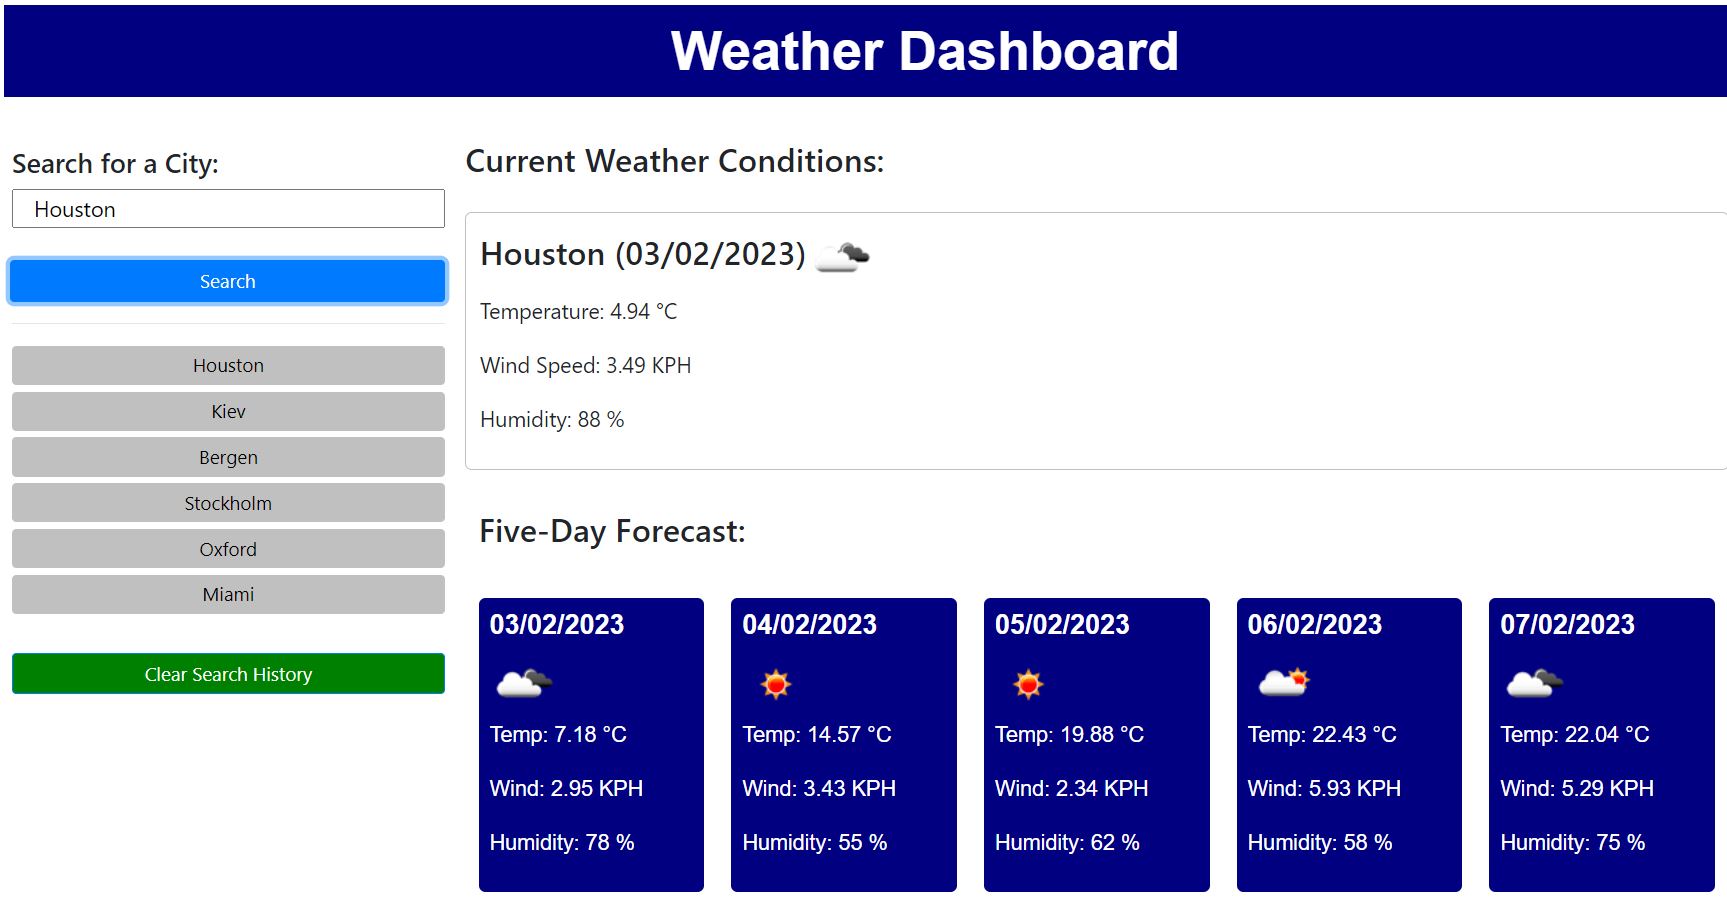 Weather Dashboard
Search for a City:
Houston
Search
Houston
Kiev
Bergen
Stockholm
Oxford
Miami
Clear Search History
Current Weather Conditions:
Houston (03/02/2023)
Temperature: 4.94 °C
Wind Speed: 3.49 KPH
Humidity: 88 %
Five-Day Forecast:
03/02/2023
Temp: 7.18 °C
Wind: 2.95 KPH
Humidity: 78 %
04/02/2023
Temp: 14.57 °C
Wind: 3.43 KPH
Humidity: 55 %
05/02/2023
Temp: 19.88 °C
Wind: 2.34 KPH
Humidity: 62 %
06/02/2023
Temp: 22.43 °C
Wind: 5.93 KPH
Humidity: 58 %
07/02/2023
Temp: 22.04 °C
Wind: 5.29 KPH
Humidity: 75 %